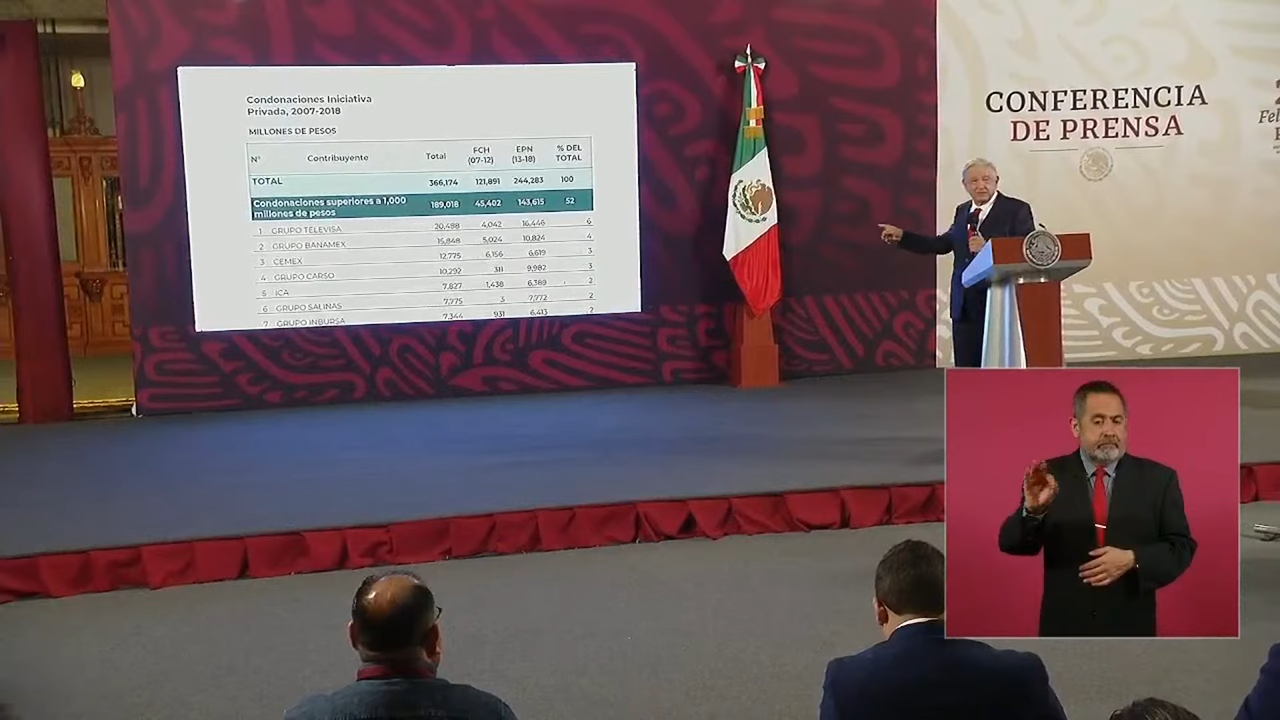 Condonaciones Iniciativa
Privada, 2007-2018
MILLONES DE PESOS
N° Contribuyente Total FCH (07-12) EPN (13-18) % DEL TOTAL
TOTAL 366,174 121,891 244,283 100
Condonaciones superiores a 1,000 millones de pesos 189,018 45,402 143,615 52
1 GRUPO TELEVISA 20,488 4,042 16,446 6
2 GRUPO BANAMEX 15,848 5,024 10,824 4
3 CEMEX 12,775 6,156 6,619 3
4 GRUPO CARSO 10,292 311 9,982 3
5 ICA 7,827 1,438 6,389 2
6 GRUPO SALINAS 7,775 3 7,772 2
7 GRUPO INBURSA 7,344 931 6,413 2
CONFERENCIA
DE PRENSA